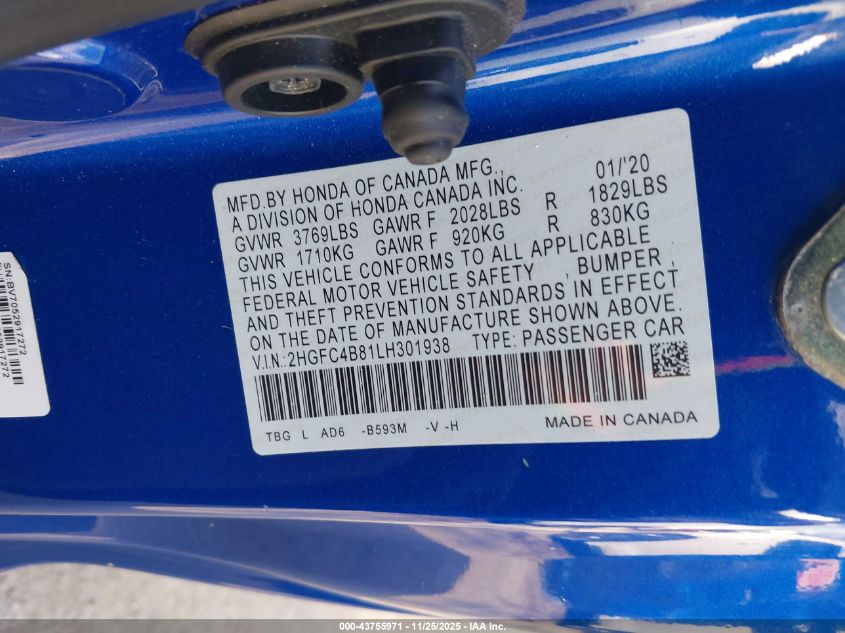 MFD.BY HONDA OF CANADA MFG., 01/'20
A DIVISION OF HONDA CANADA INC.
GVWR 3769LBS GAWR F 2028LBS R 1829LBS
GVWR 1710KG GAWR F 920KG R 830KG
THIS VEHICLE CONFORMS TO ALL APPLICABLE
FEDERAL MOTOR VEHICLE SAFETY , BUMPER ,
AND THEFT PREVENTION STANDARDS IN EFFECT
ON THE DATE OF MANUFACTURE SHOWN ABOVE.
V.I.N:2HGFC4B81LH301938 TYPE: PASSENGER CAR
TBG L AD6 -B593M -V -H MADE IN CANADA
SN-BV7052917272
000-43755971 - 11/25/2025 - IAA Inc.